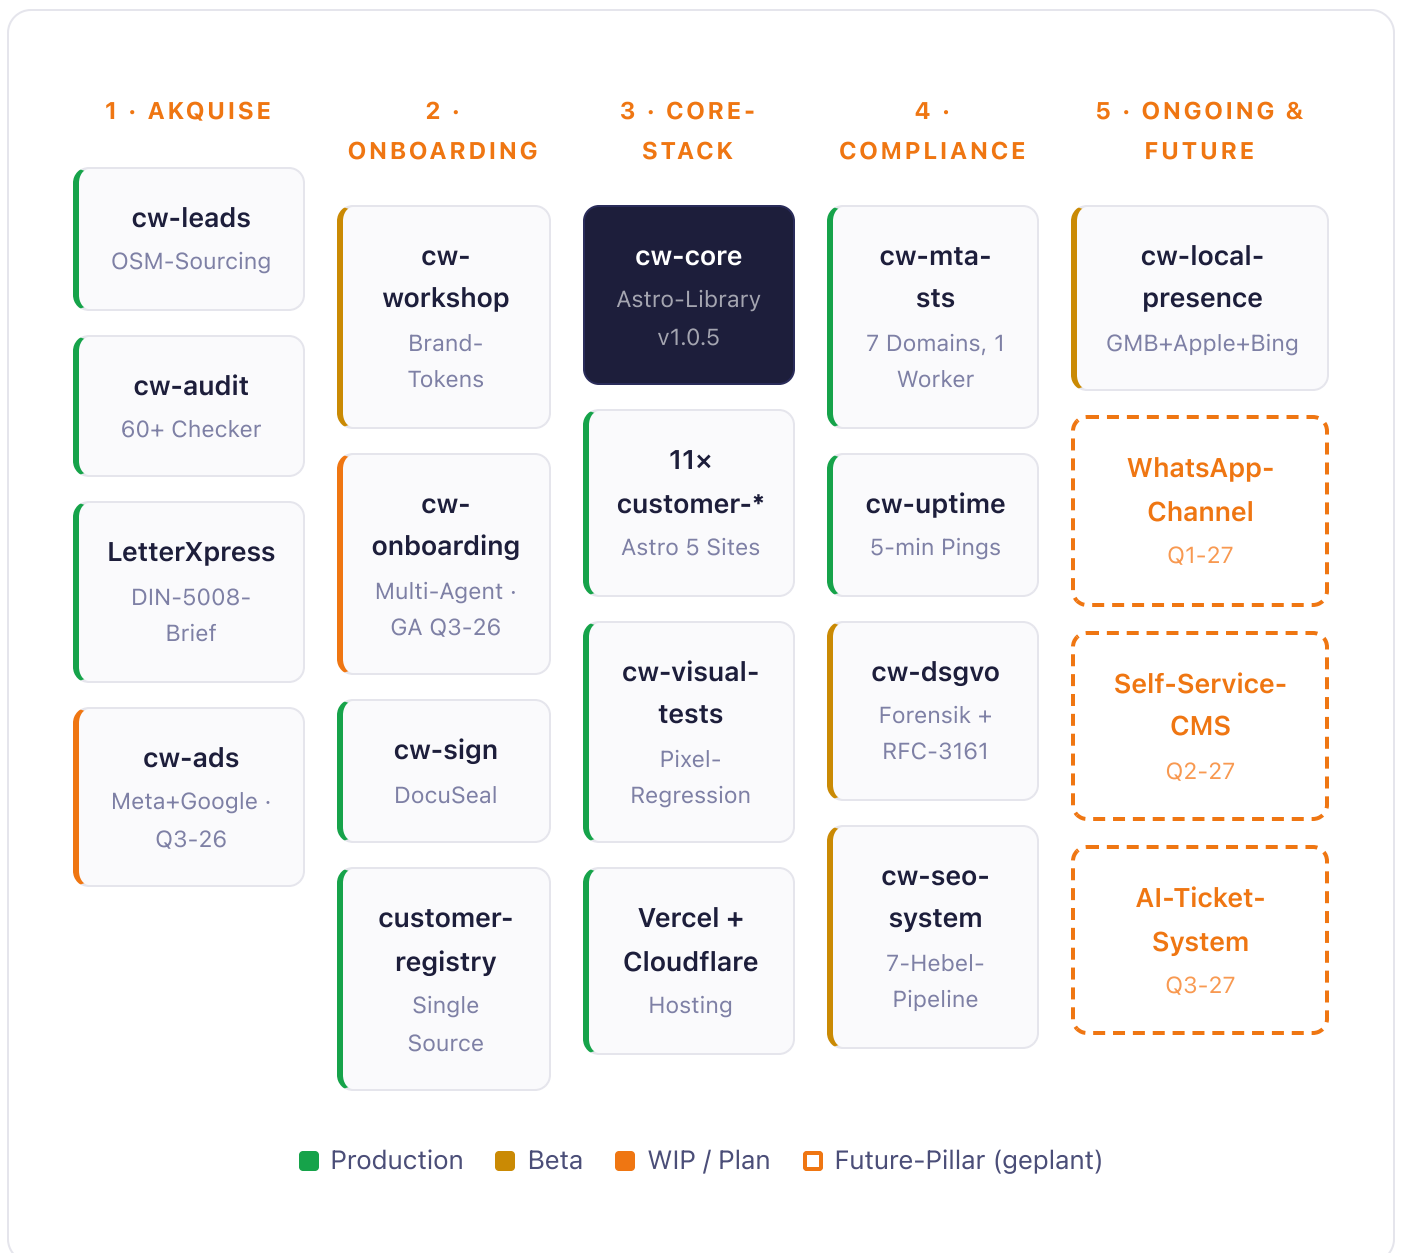 1 · AKQUISE
cw-leads
OSM-Sourcing
cw-audit
60+ Checker
LetterXpress
DIN-5008-
Brief
cw-ads
Meta+Google ·
Q3-26
2 ·
ONBOARDING
cw-
workshop
Brand-
Tokens
cw-
onboarding
Multi-Agent ·
GA Q3-26
cw-sign
DocuSeal
customer-
registry
Single
Source
3 · CORE-
STACK
cw-core
Astro-Library
v1.0.5
11×
customer-*
Astro 5 Sites
cw-visual-
tests
Pixel-
Regression
Vercel +
Cloudflare
Hosting
4 ·
COMPLIANCE
cw-mta-
sts
7 Domains, 1
Worker
cw-uptime
5-min Pings
cw-dsgvo
Forensik +
RFC-3161
cw-seo-
system
7-Hebel-
Pipeline
5 · ONGOING &
FUTURE
cw-local-
presence
GMB+Apple+Bing
WhatsApp-
Channel
Q1-27
Self-Service-
CMS
Q2-27
AI-Ticket-
System
Q3-27
Production
Beta
WIP / Plan
Future-Pillar (geplant)